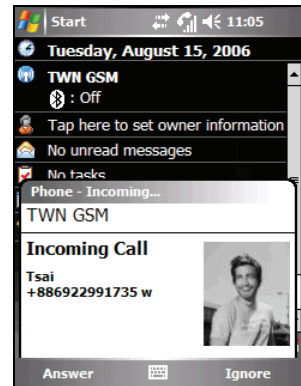 Start 11:05
Tuesday, August 15, 2006
TWN GSM
: Off
Tap here to set owner information
No unread messages
No tasks
Phone - Incoming...
TWN GSM
Incoming Call
Tsai
+886922991735 w
Answer Ignore